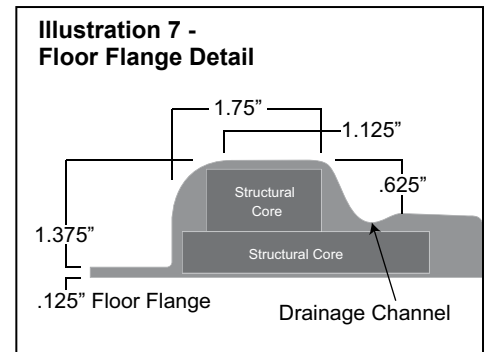 Illustration 7 -
Floor Flange Detail
1.75”
1.125”
Structural
Core
.625”
1.375”
Structural Core
.125” Floor Flange
Drainage Channel